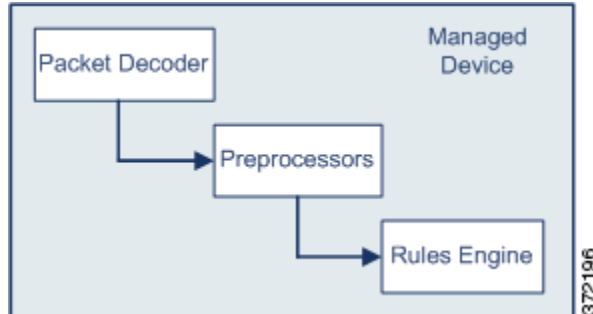 Packet Decoder
Managed
Device
Preprocessors
Rules Engine
372196